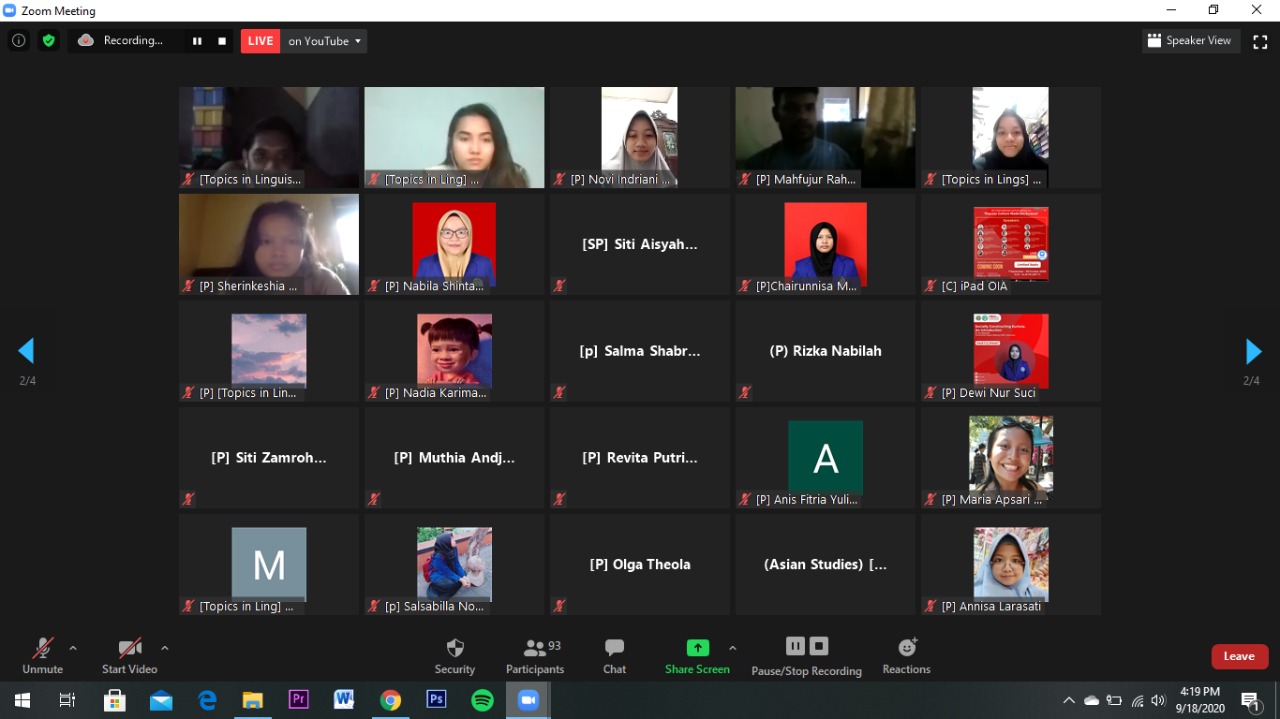 Zoom Meeting
Recording...
LIVE on YouTube
Speaker View
[Topics in Linguis...
[Topics in Ling] ...
[P] Novi Indriani ...
[P] Mahfujur Rah...
[Topics in Lings] ...
[P] Sherinkeshia ...
[P] Nabila Shinta...
[SP] Siti Aisyah...
[P]Chairunnisa M...
[C] iPad OIA
COMING SOON
2/4
2/4
[P] [Topics in Lin...
[P] Nadia Karima...
[p] Salma Shabr...
(P) Rizka Nabilah
[P] Dewi Nur Suci
[P] Siti Zamroh...
[P] Muthia Andj...
[P] Revita Putri...
A
[P] Anis Fitria Yuli...
[P] Maria Apsari ...
M
[Topics in Ling] ...
[p] Salsabilla No...
[P] Olga Theola
(Asian Studies) [...
[P] Annisa Larasati
Unmute
Start Video
Security
Participants 93
Chat
Share Screen
Pause/Stop Recording
Reactions
Leave
Pr
W
Ps
4:19 PM
9/18/2020
1